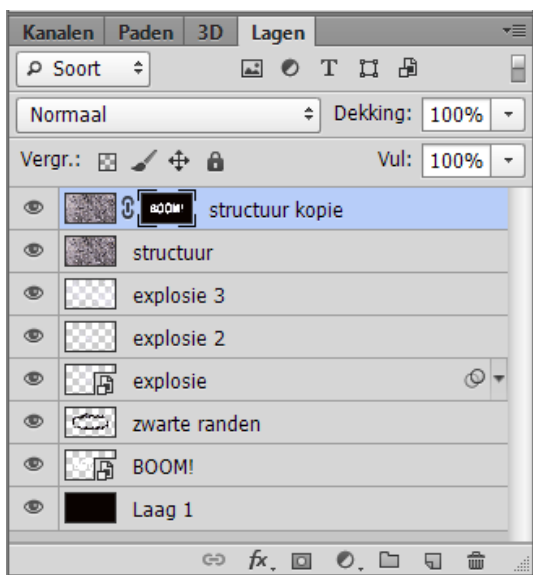 Kanalen Paden 3D Lagen
Soort
Normaal Dekking: 100%
Vergr.: Vul: 100%
BOOM! structuur kopie
structuur
explosie 3
explosie 2
explosie
zwarte randen
BOOM!
Laag 1
fx